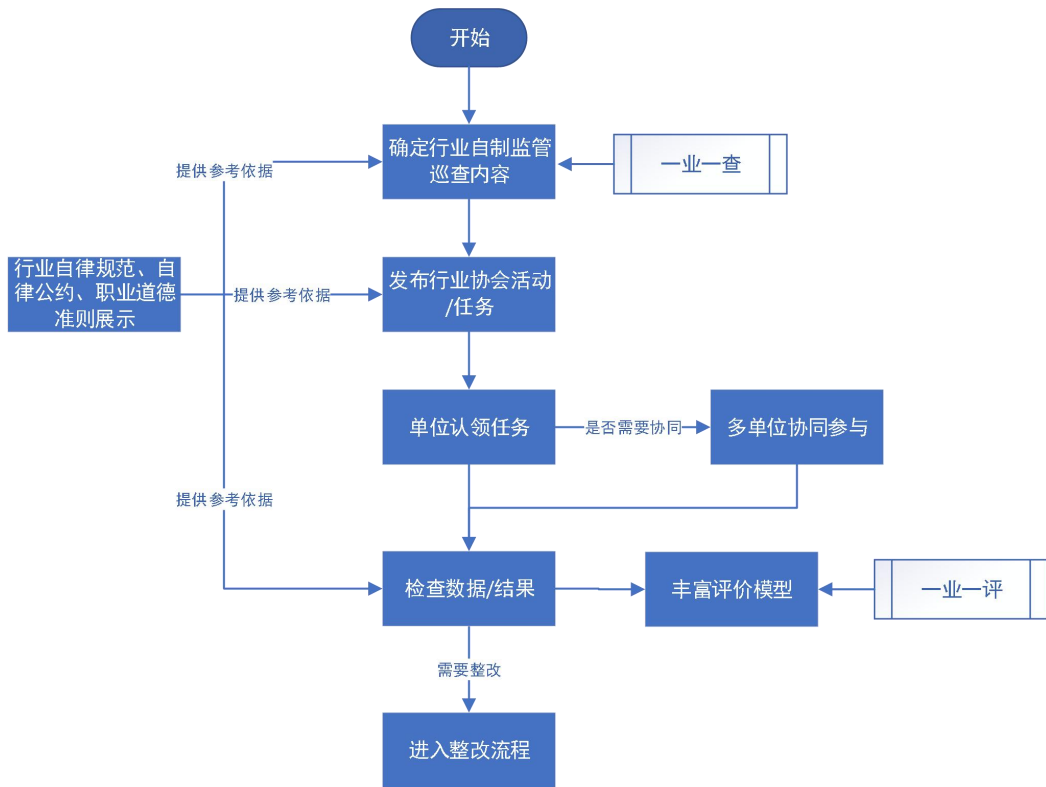 开始
确定行业自制监管
巡查内容
一业一查
提供参考依据
行业自律规范、自
律公约、职业道德
准则展示
提供参考依据
发布行业协会活动
/任务
单位认领任务
是否需要协同
多单位协同参与
提供参考依据
检查数据/结果
丰富评价模型
一业一评
需要整改
进入整改流程